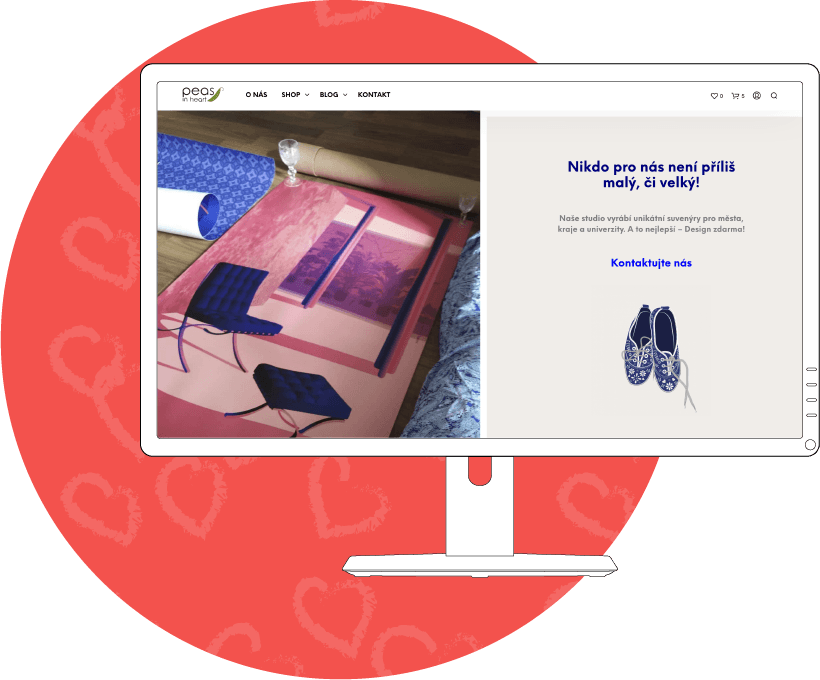 peas
in heart
O NÁS SHOP BLOG KONTAKT
0 5
Nikdo pro nás není příliš
malý, či velký!
Naše studio vyrábí unikátní suvenýry pro města,
kraje a univerzity. A to nejlepší – Design zdarma!
Kontaktujte nás